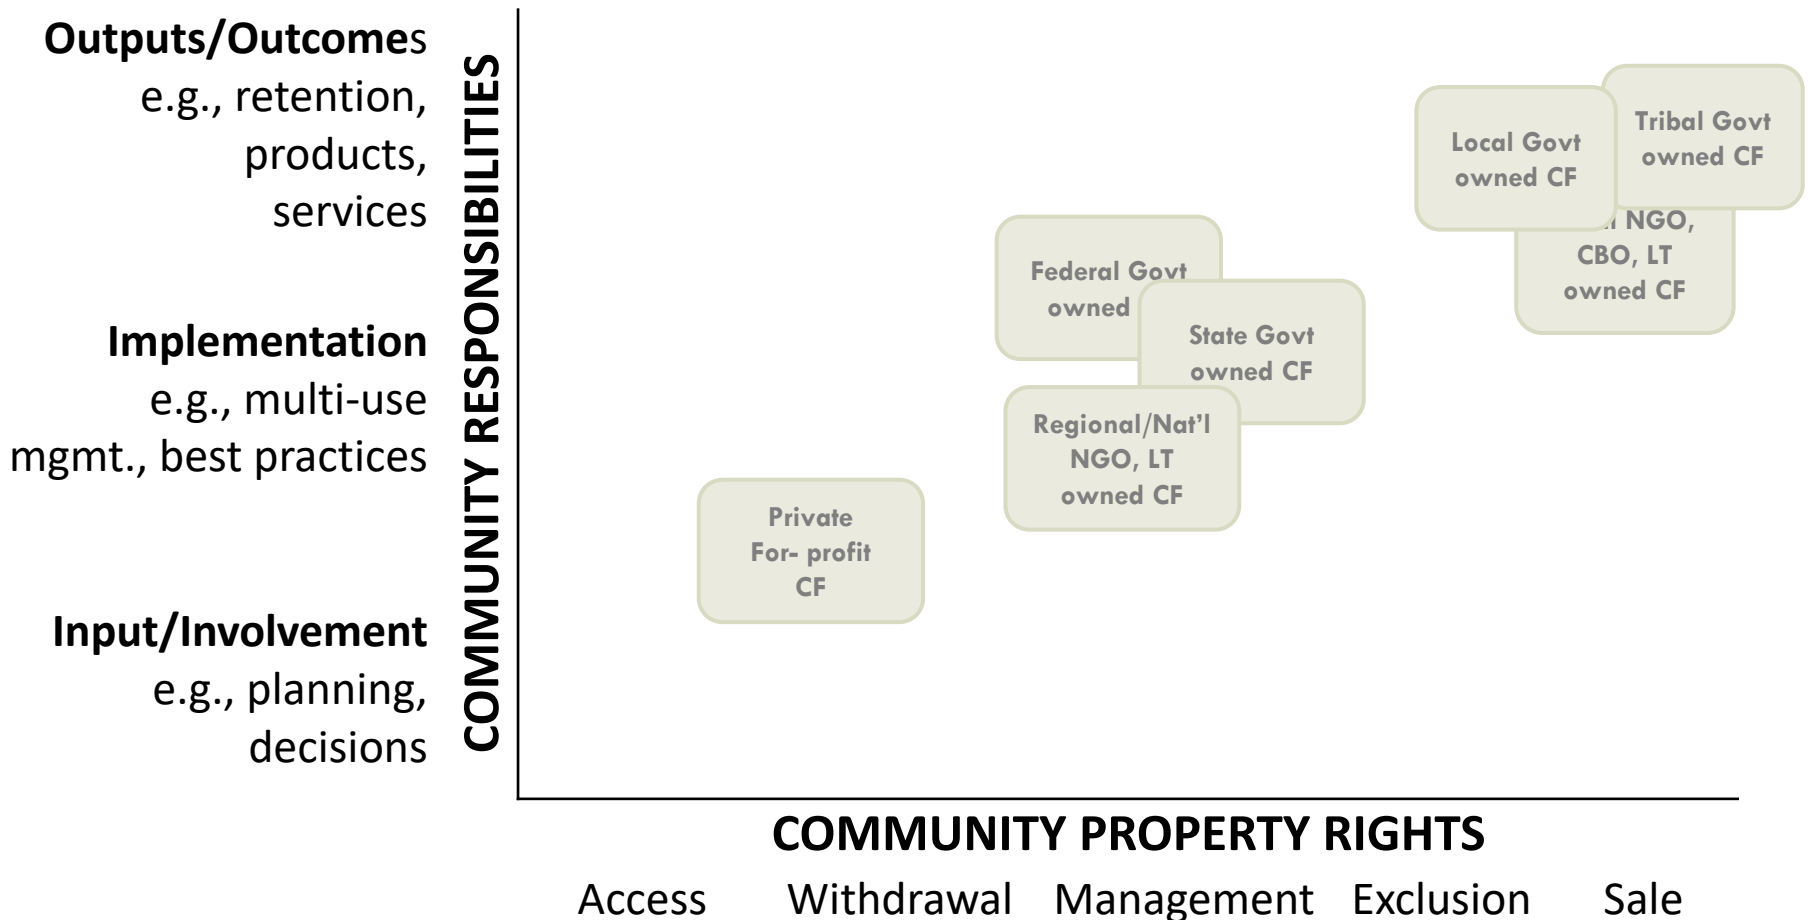 Outputs/Outcomes
e.g., retention,
products,
services
Implementation
e.g., multi-use
mgmt., best practices
Input/Involvement
e.g., planning,
decisions
COMMUNITY RESPONSIBILITIES
Tribal Govt
owned CF
Local Govt
owned CF
NGO,
CBO, LT
owned CF
Federal Govt
owned
State Govt
owned CF
Regional/Nat'l
NGO, LT
owned CF
Private
For- profit
CF
COMMUNITY PROPERTY RIGHTS
Access Withdrawal Management Exclusion Sale